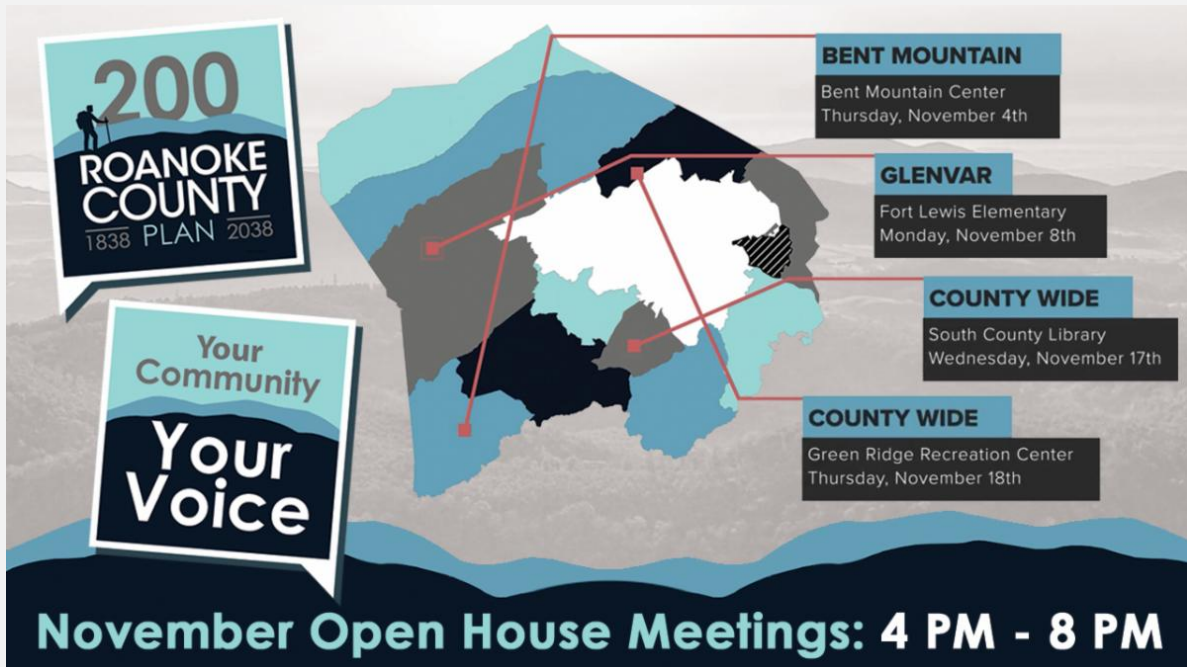 200
ROANOKE
COUNTY
1838 PLAN 2038
Your
Community
Your
Voice
BENT MOUNTAIN
Bent Mountain Center
Thursday, November 4th
GLENVAR
Fort Lewis Elementary
Monday, November 8th
COUNTY WIDE
South County Library
Wednesday, November 17th
COUNTY WIDE
Green Ridge Recreation Center
Thursday, November 18th
November Open House Meetings: 4 PM - 8 PM